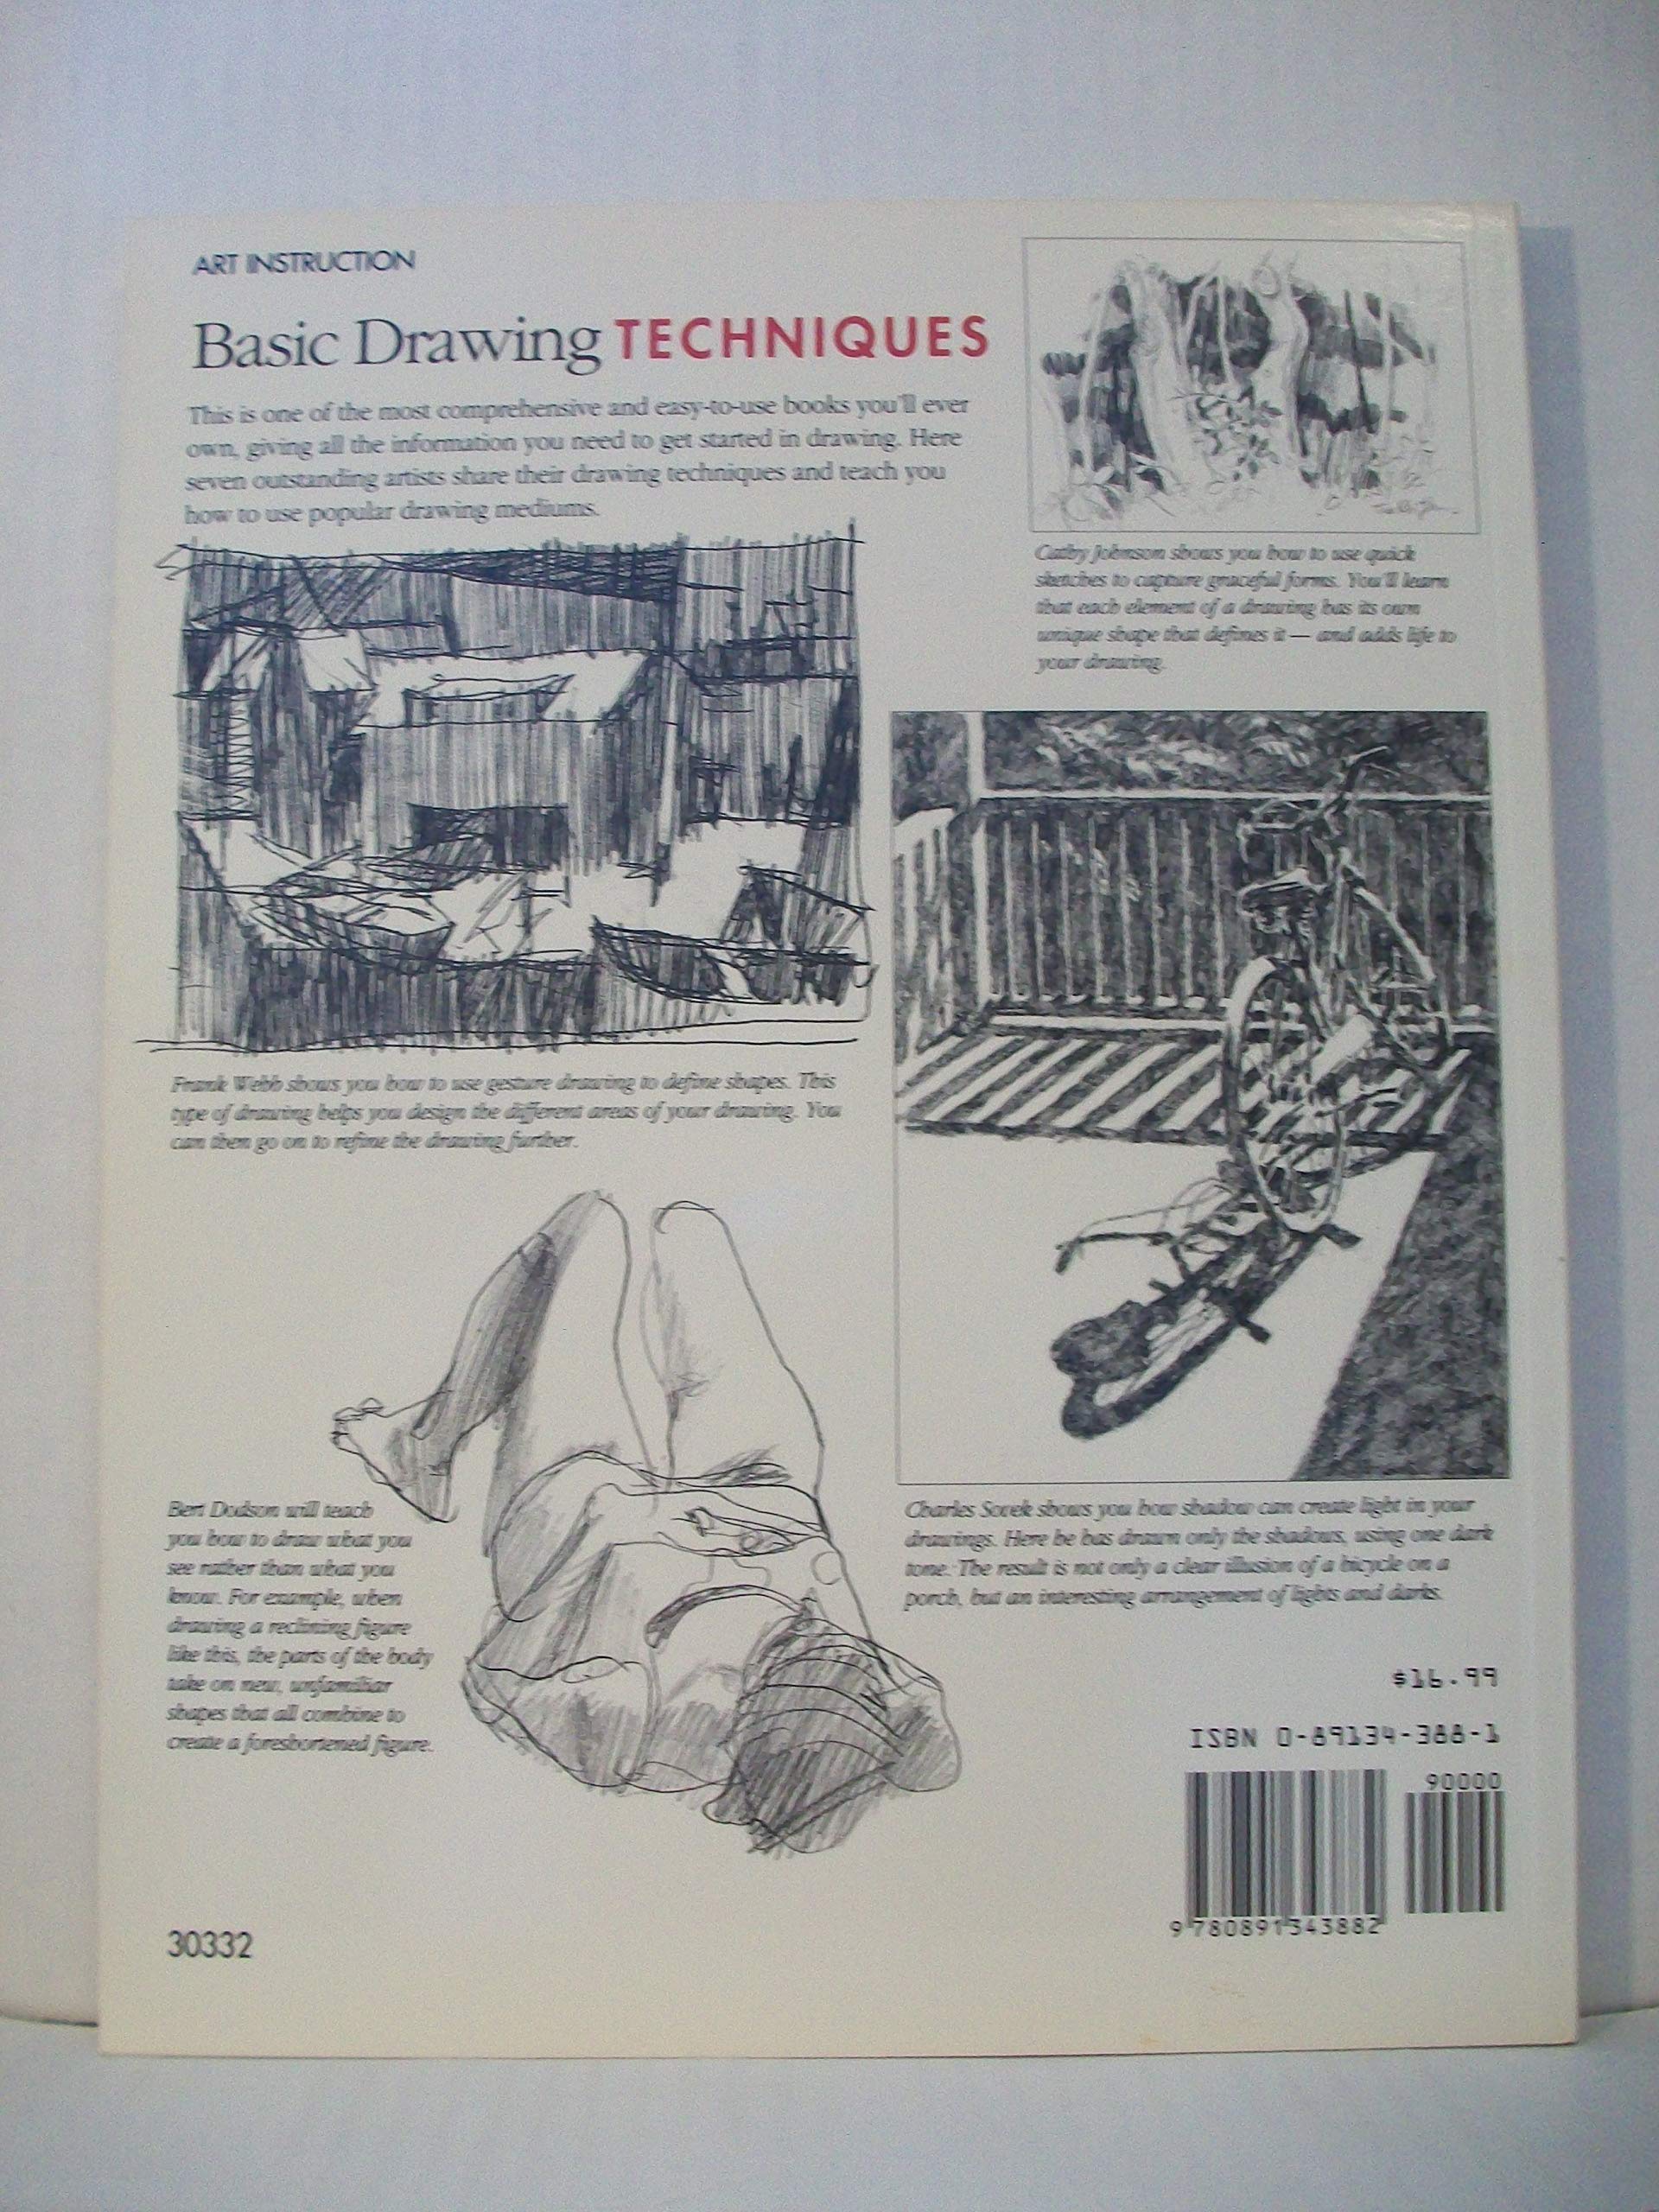 ART INSTRUCTION
Basic Drawing TECHNIQUES
This is one of the most comprehensive and easy-to-use books you'll ever
own, giving all the information you need to get started in drawing. Here
seven outstanding artists share their drawing techniques and teach you
how to use popular drawing mediums.
Cathy Johnson shows you how to use quick
sketches to capture graceful forms. You'll learn
that each element of a drawing has its own
unique shape that defines it — and adds life to
your drawing.
Frank Webb shows you how to use gesture drawing to define shapes. This
type of drawing helps you design the different areas of your drawing. You
can then go on to refine the drawing further.
Bert Dodson will teach
you how to draw what you
see rather than what you
know. For example, when
drawing a reclining figure
like this, the parts of the body
take on new, unfamiliar
shapes that all combine to
create a foreshortened figure.
Charles Sovek shows you how shadow can create light in your
drawings. Here he has drawn only the shadows, using one dark
tone. The result is not only a clear illusion of a bicycle on a
porch, but an interesting arrangement of lights and darks.
$16.99
ISBN 0-89134-388-1
90000
9 780891 343882
30332